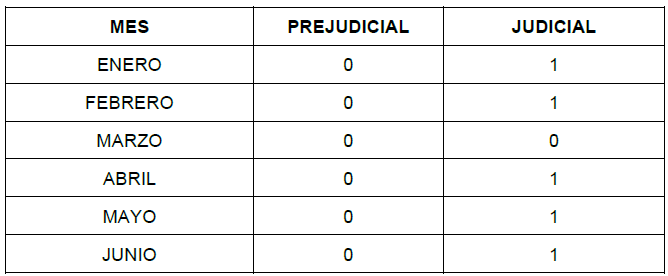 MES PREJUDICIAL JUDICIAL
ENERO 0 1
FEBRERO 0 1
MARZO 0 0
ABRIL 0 1
MAYO 0 1
JUNIO 0 1